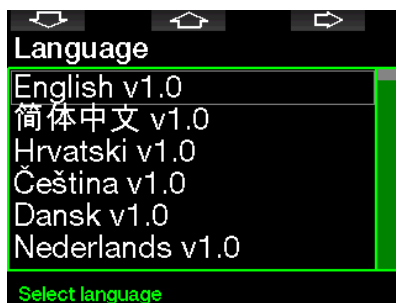 Language
English v1.0
简体中文 v1.0
Hrvatski v1.0
Čeština v1.0
Dansk v1.0
Nederlands v1.0
Select language